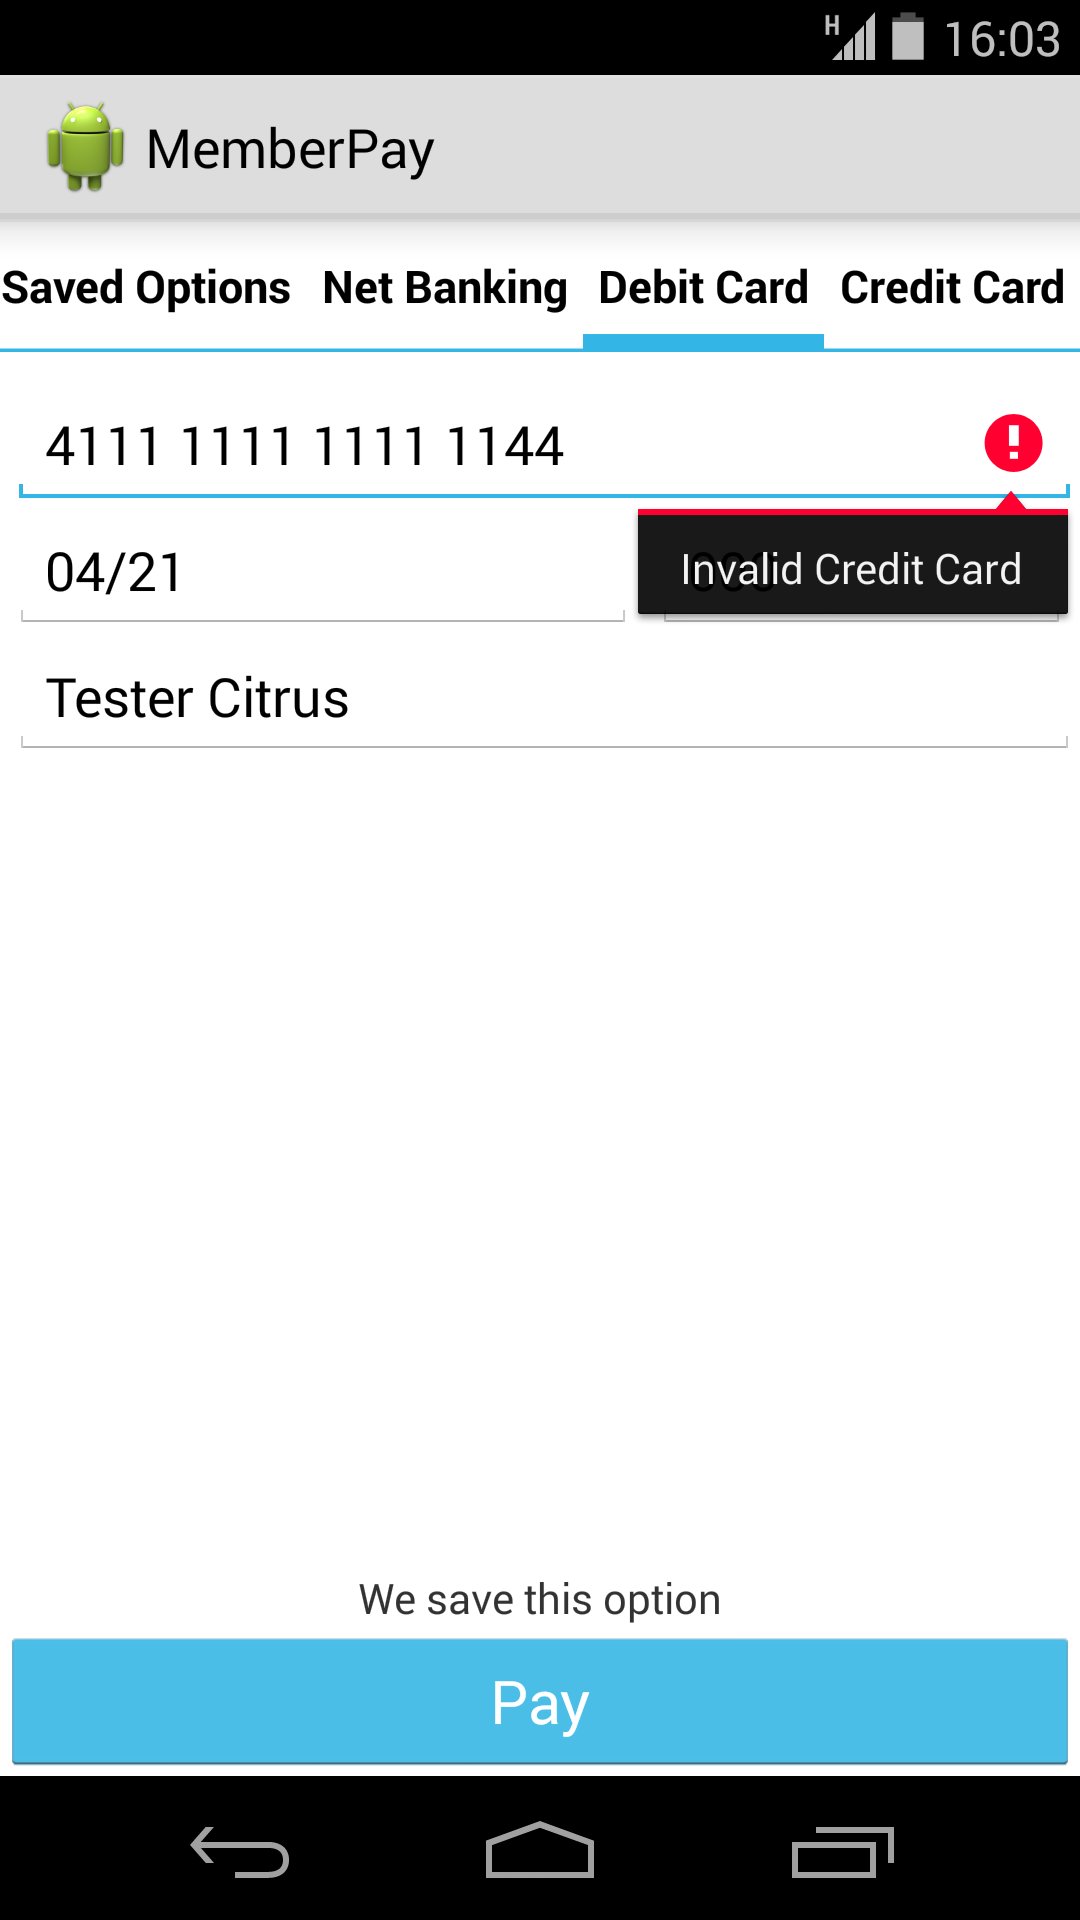 H 16:03
MemberPay
Saved Options Net Banking Debit Card Credit Card
4111 1111 1111 1144
!
04/21
Invalid Credit Card
Tester Citrus
We save this option
Pay